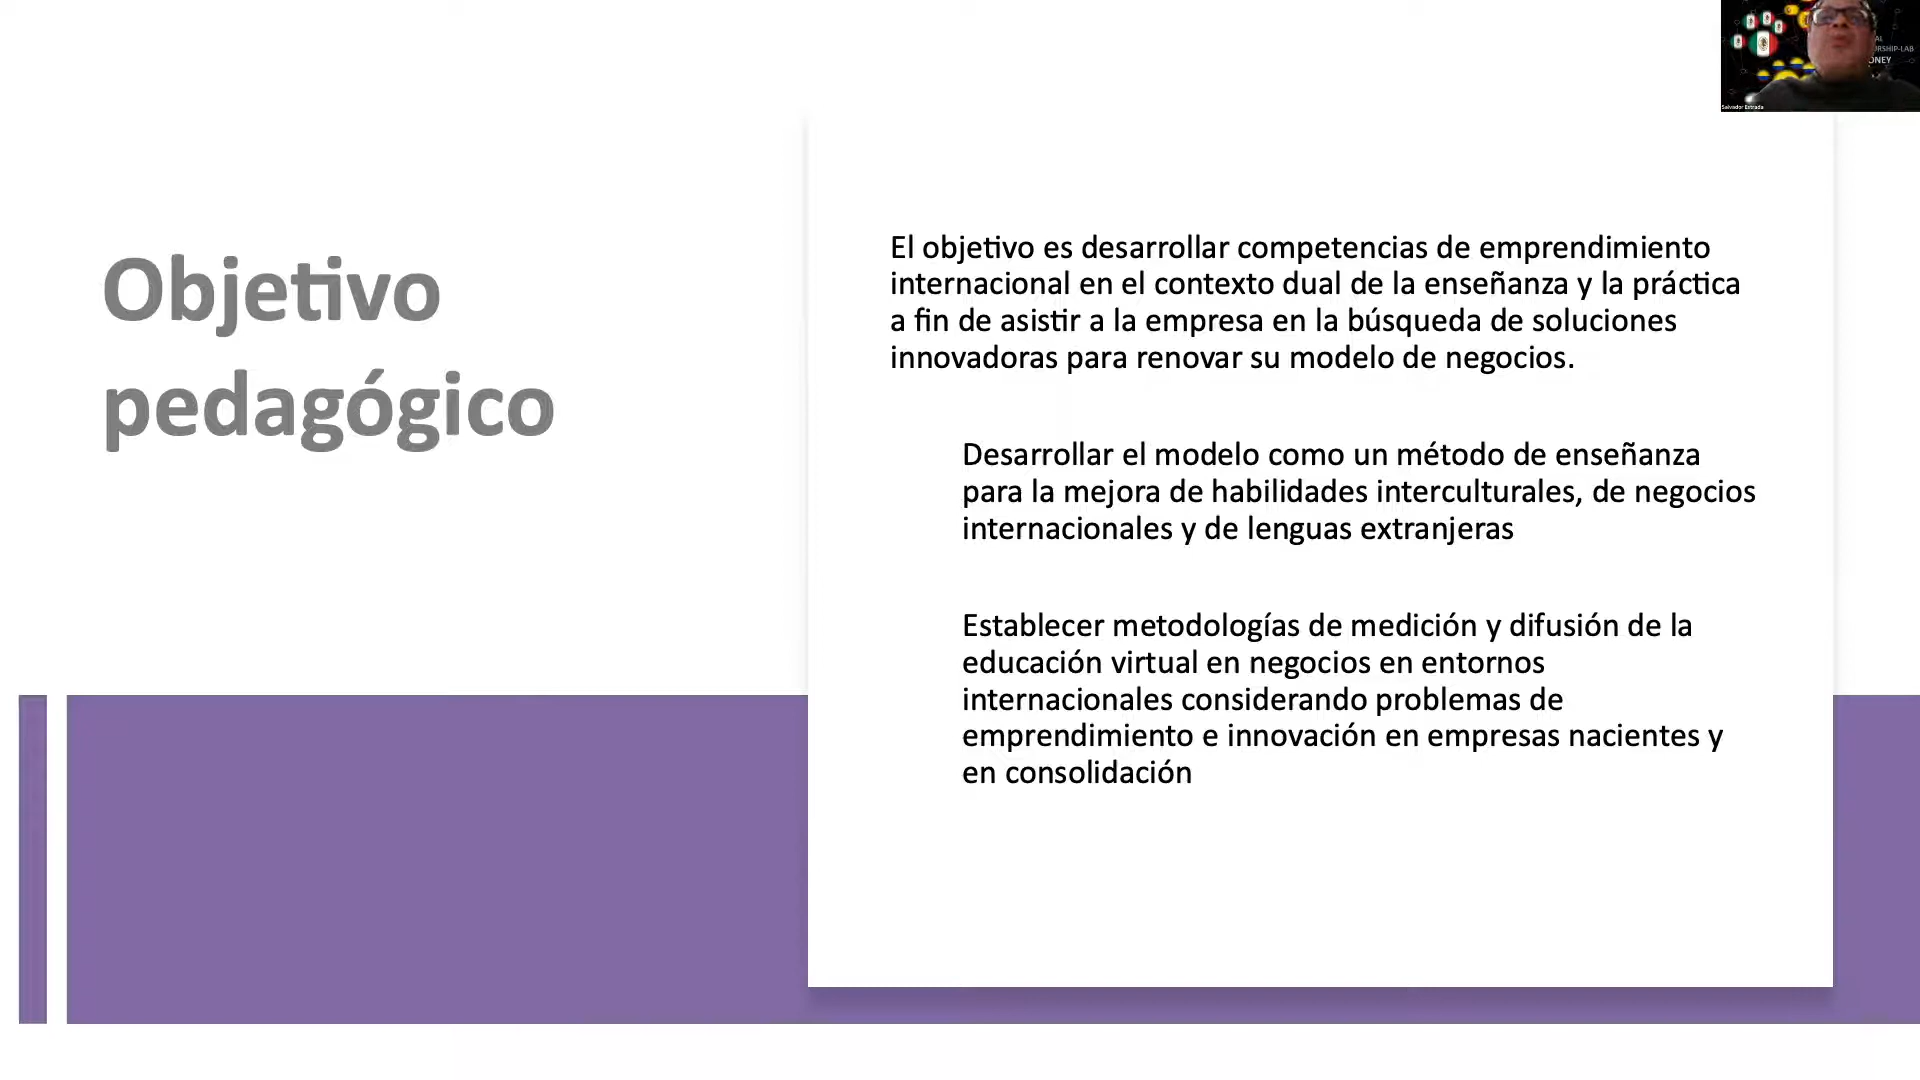 Objetivo
pedagógico
El objetivo es desarrollar competencias de emprendimiento
internacional en el contexto dual de la enseñanza y la práctica
a fin de asistir a la empresa en la búsqueda de soluciones
innovadoras para renovar su modelo de negocios.
Desarrollar el modelo como un método de enseñanza
para la mejora de habilidades interculturales, de negocios
internacionales y de lenguas extranjeras
Establecer metodologías de medición y difusión de la
educación virtual en negocios en entornos
internacionales considerando problemas de
emprendimiento e innovación en empresas nacientes y
en consolidación
Salvador Estrada